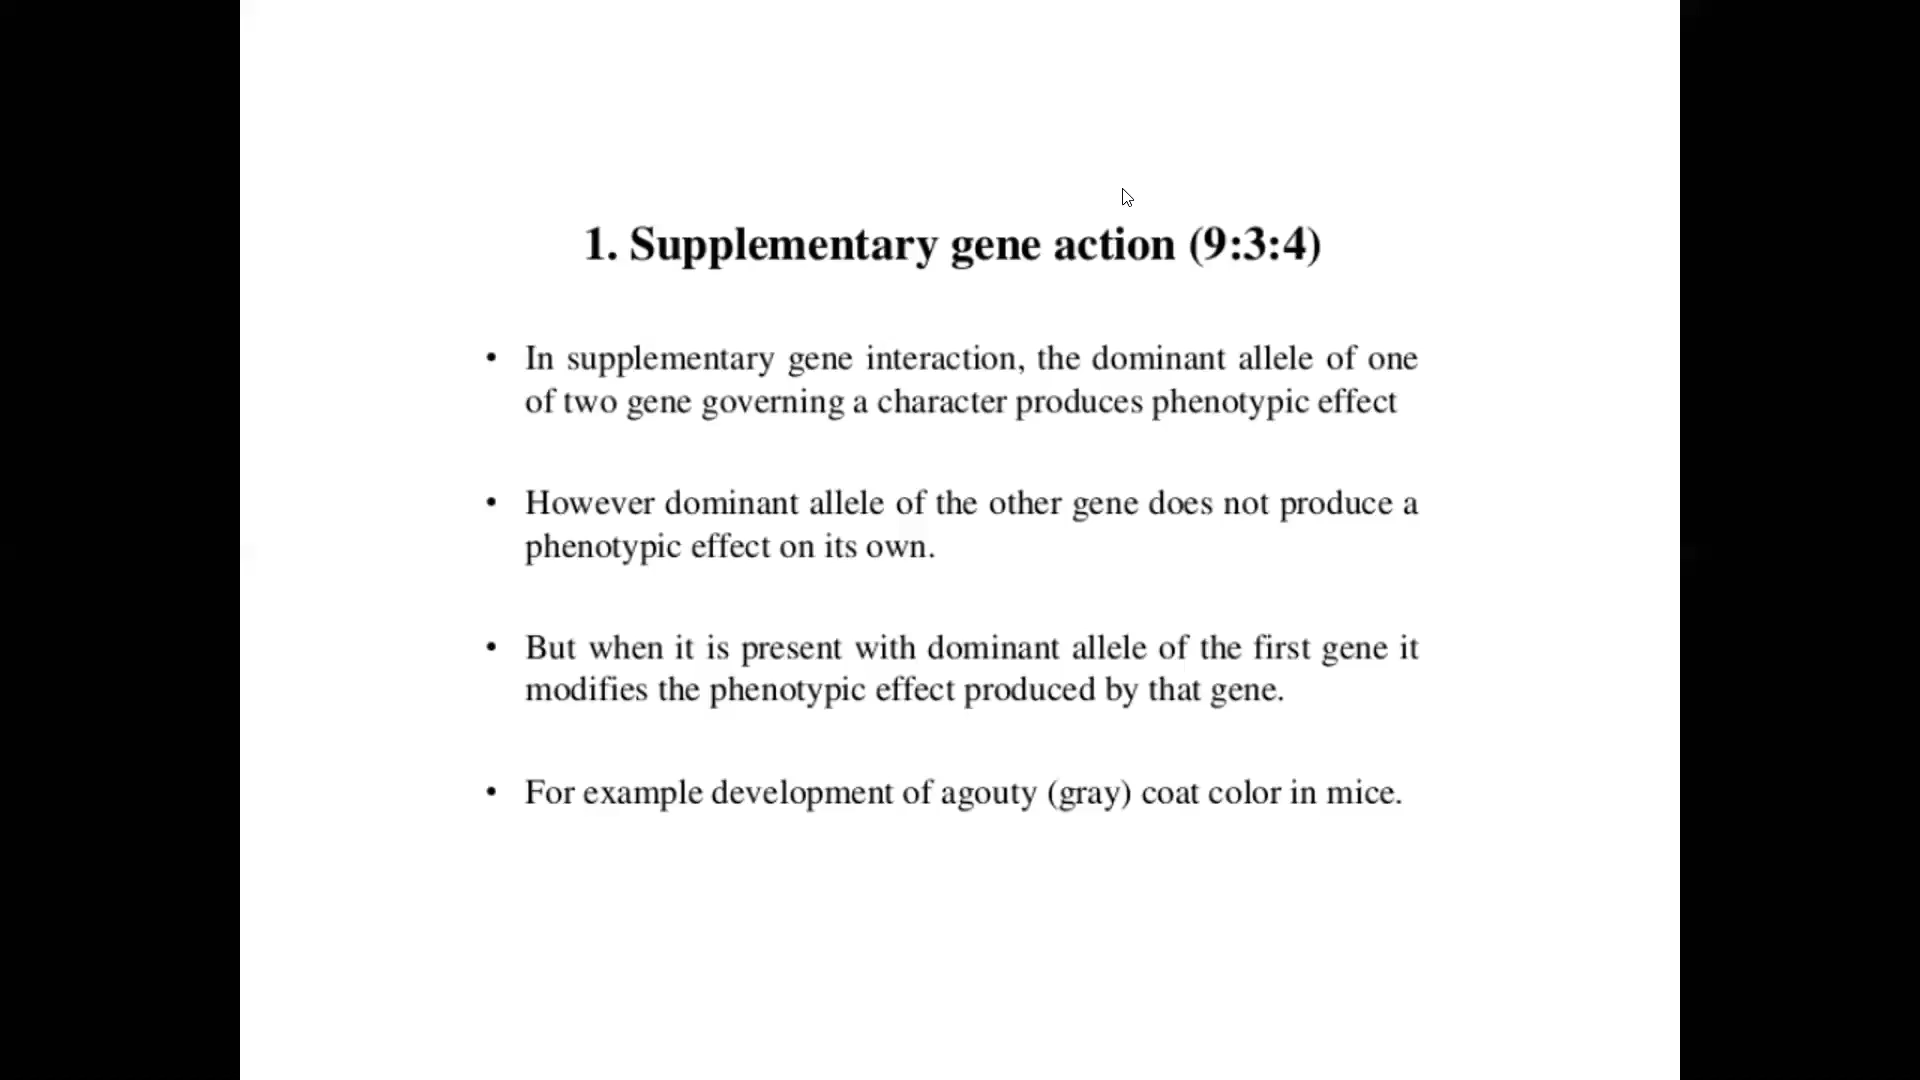 1. Supplementary gene action (9:3:4)
• In supplementary gene interaction, the dominant allele of one
of two gene governing a character produces phenotypic effect
• However dominant allele of the other gene does not produce a
phenotypic effect on its own.
• But when it is present with dominant allele of the first gene it
modifies the phenotypic effect produced by that gene.
• For example development of agouty (gray) coat color in mice.